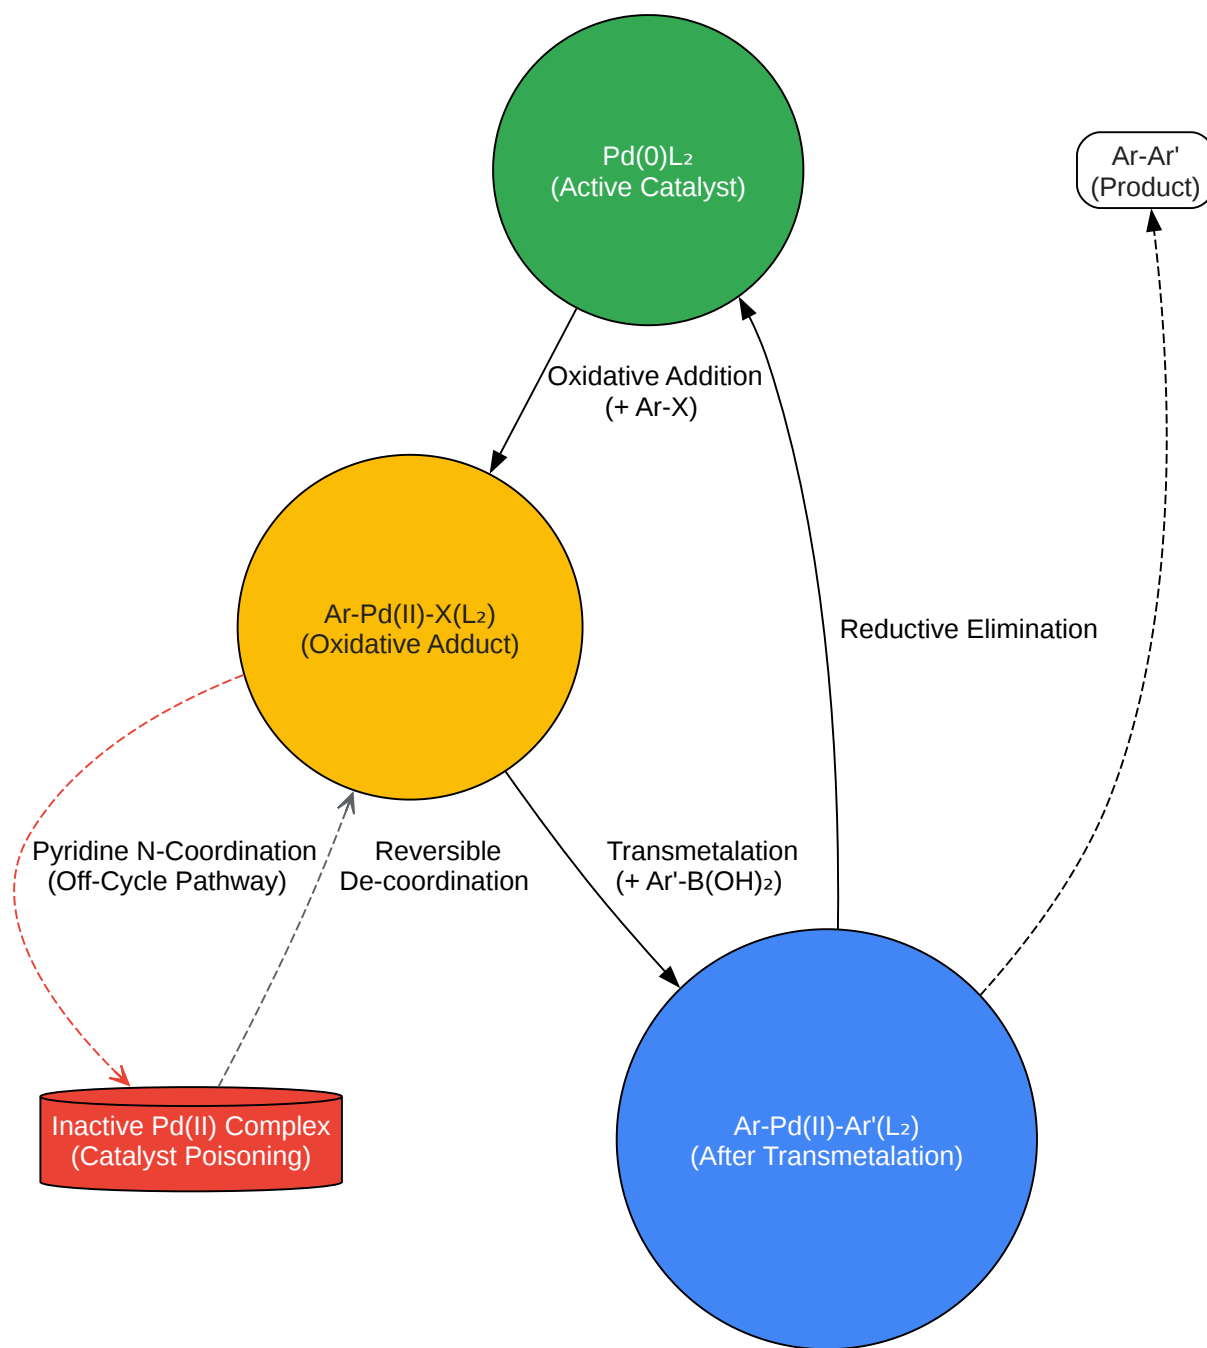 Pd(0)L₂
(Active Catalyst)
Ar-Ar'
(Product)
Oxidative Addition
(+ Ar-X)
Ar-Pd(II)-X(L₂)
(Oxidative Adduct)
Reductive Elimination
Pyridine N-Coordination
(Off-Cycle Pathway)
Reversible
De-coordination
Transmetalation
(+ Ar'-B(OH)₂)
Inactive Pd(II) Complex
(Catalyst Poisoning)
Ar-Pd(II)-Ar'(L₂)
(After Transmetalation)